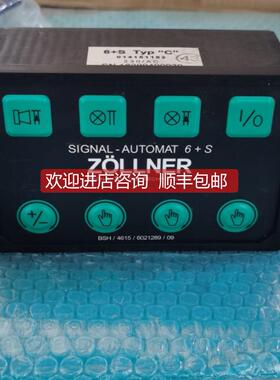 6+S Typ "C"
SIGNAL - AUTOMAT 6 + S
ZÖLLNER
欢迎进店咨询 顺丰包邮
BSH / 4615 / 6021289 / 09